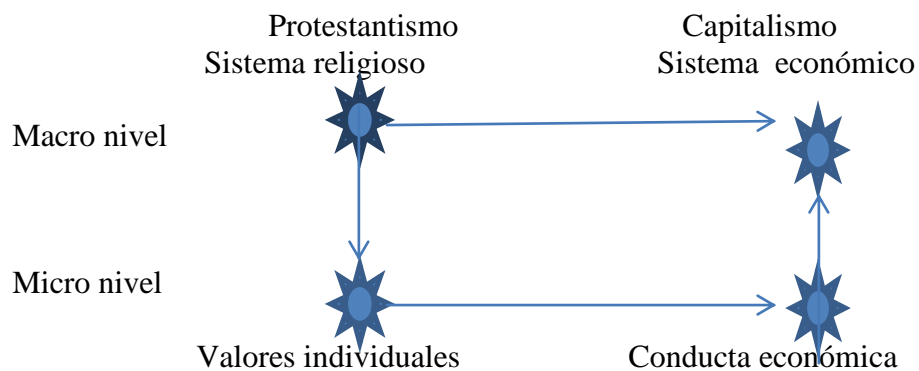 Protestantismo Capitalismo
Sistema religioso Sistema económico
Macro nivel
Micro nivel
Valores individuales Conducta económica